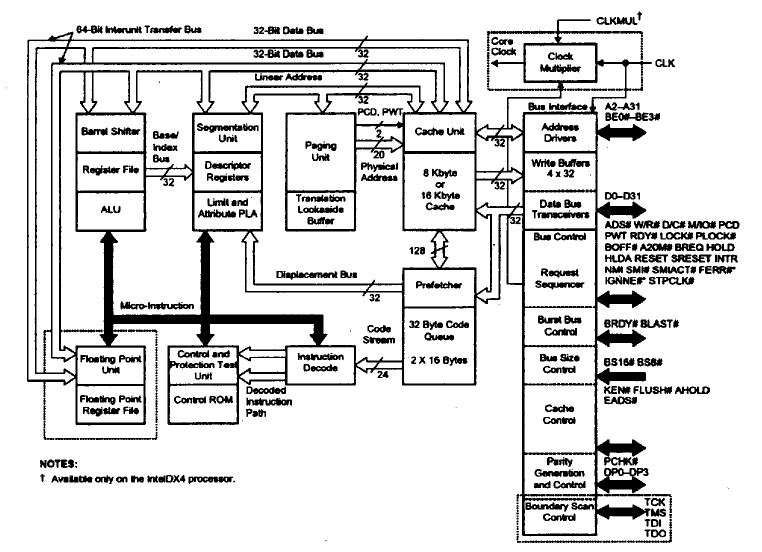 CLKMUL†
64-Bit Interunit Transfer Bus
32-Bit Data Bus
32
Core
Clock
Clock
Multiplier
CLK
32-Bit Data Bus
32
Linear Address
32
32
Bus Interface
A2–A31
BE0#–BE3#
PCD, PWT
2
20
Physical
Address
Barrel Shifter
Register File
ALU
Base/
Index
Bus
32
Segmentation
Unit
Descriptor
Registers
Limit and
Attribute PLA
Paging
Unit
Translation
Lookaside
Buffer
Cache Unit
8 Kbyte
or
16 Kbyte
Cache
32
Address
Drivers
Write Buffers
4 x 32
32
Data Bus
Transceivers
32
D0–D31
Bus Control
Request
Sequencer
ADS# W/R# D/C# M/IO# PCD
PWT RDY# LOCK# PLOCK#
BOFF# A20M# BREQ HOLD
HLDA RESET SRESET INTR
NMI SMI# SMIACT# FERR#*
IGNNE#* STPCLK#
128
Displacement Bus
32
Prefetcher
32 Byte Code
Queue
2 X 16 Bytes
Micro-Instruction
Code
Stream
24
Burst Bus
Control
BRDY# BLAST#
Floating Point
Unit
Floating Point
Register File
Control and
Protection Test
Unit
Control ROM
Instruction
Decode
Decoded
Instruction
Path
Bus Size
Control
BS16# BS8#
Cache
Control
KEN# FLUSH# AHOLD
EADS#
Parity
Generation
and Control
PCHK#
DP0–DP3
Boundary Scan
Control
TCK
TMS
TDI
TDO
NOTES:
† Available only on the IntelDX4 processor.